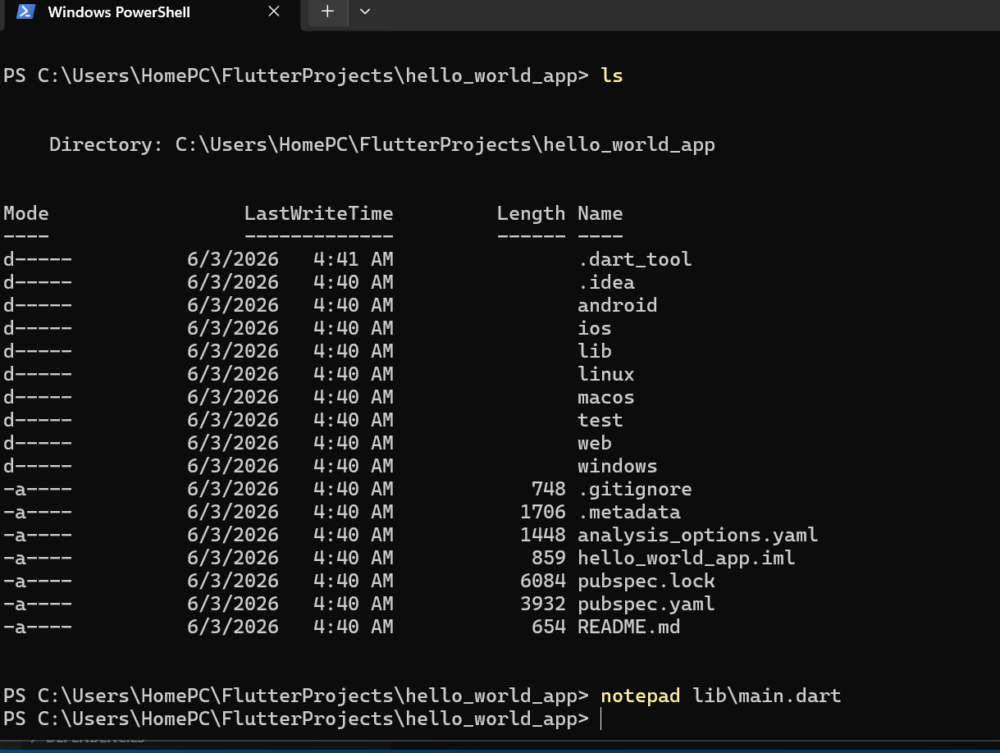 Windows PowerShell
PS C:\Users\HomePC\FlutterProjects\hello_world_app> ls
Directory: C:\Users\HomePC\FlutterProjects\hello_world_app
Mode LastWriteTime Length Name
---- ------------- ------ ----
d----- 6/3/2026 4:41 AM .dart_tool
d----- 6/3/2026 4:40 AM .idea
d----- 6/3/2026 4:40 AM android
d----- 6/3/2026 4:40 AM ios
d----- 6/3/2026 4:40 AM lib
d----- 6/3/2026 4:40 AM linux
d----- 6/3/2026 4:40 AM macos
d----- 6/3/2026 4:40 AM test
d----- 6/3/2026 4:40 AM web
d----- 6/3/2026 4:40 AM windows
-a---- 6/3/2026 4:40 AM 748 .gitignore
-a---- 6/3/2026 4:40 AM 1706 .metadata
-a---- 6/3/2026 4:40 AM 1448 analysis_options.yaml
-a---- 6/3/2026 4:40 AM 859 hello_world_app.iml
-a---- 6/3/2026 4:40 AM 6084 pubspec.lock
-a---- 6/3/2026 4:40 AM 3932 pubspec.yaml
-a---- 6/3/2026 4:40 AM 654 README.md
PS C:\Users\HomePC\FlutterProjects\hello_world_app> notepad lib\main.dart
PS C:\Users\HomePC\FlutterProjects\hello_world_app>
DEPENDENCIES